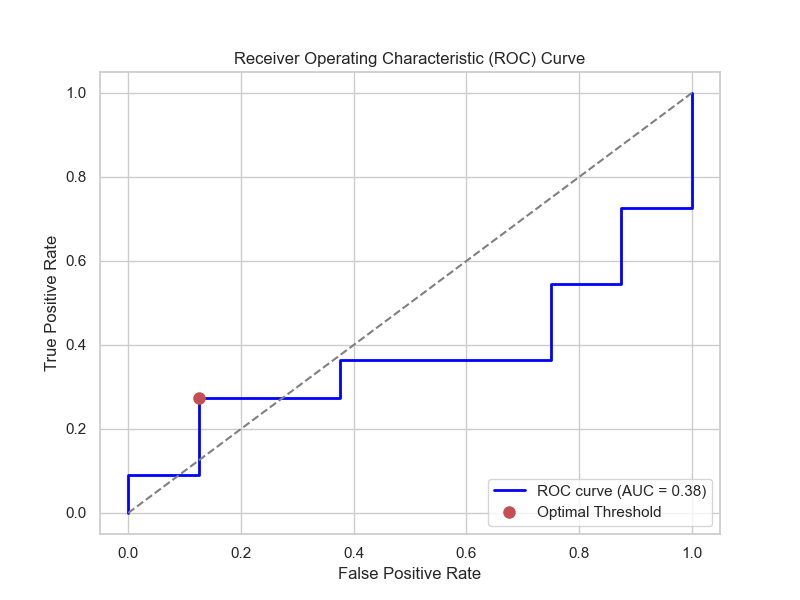 Receiver Operating Characteristic (ROC) Curve
True Positive Rate
1.0
0.8
0.6
0.4
0.2
0.0
0.0 0.2 0.4 0.6 0.8 1.0
False Positive Rate
ROC curve (AUC = 0.38)
Optimal Threshold